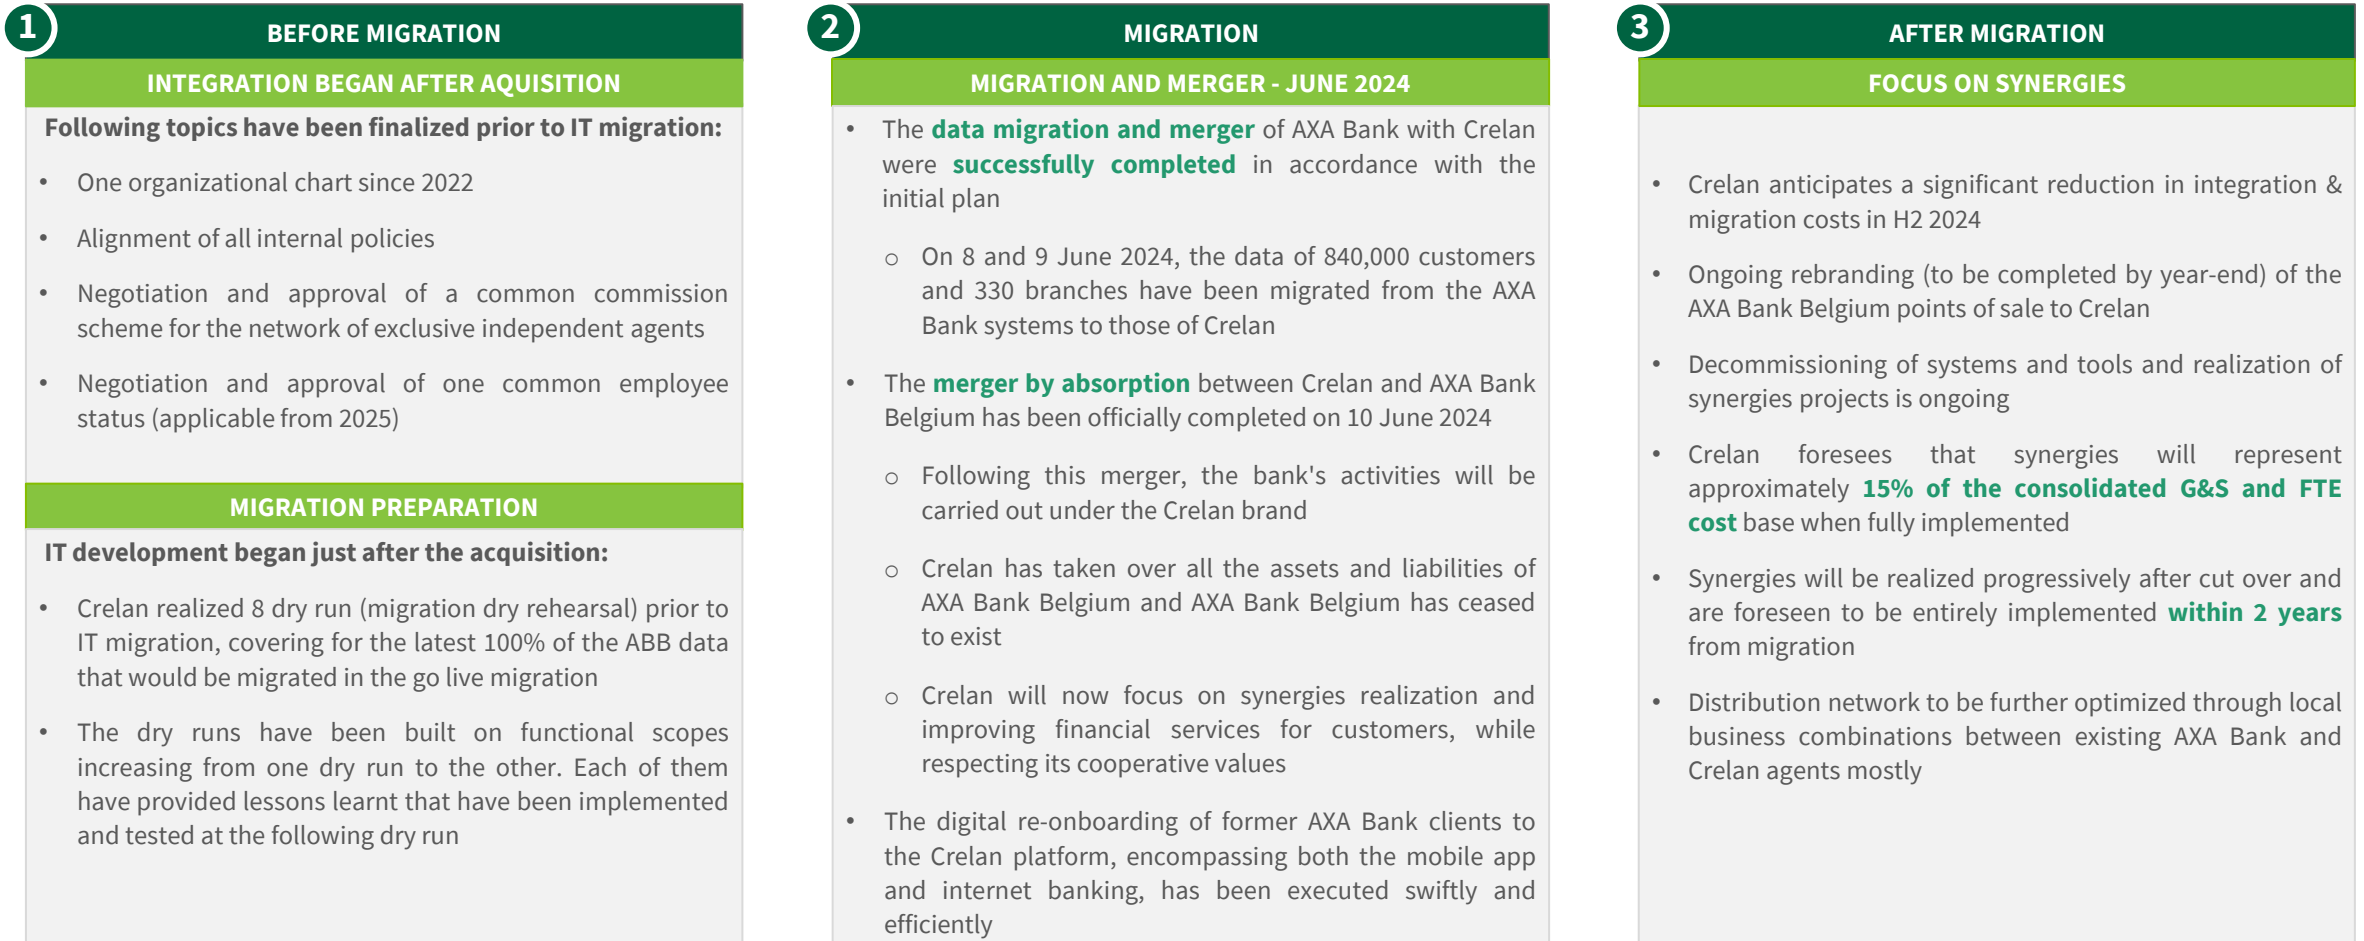 1
BEFORE MIGRATION
INTEGRATION BEGAN AFTER AQUISITION
Following topics have been finalized prior to IT migration:
• One organizational chart since 2022
• Alignment of all internal policies
• Negotiation and approval of a common commission
scheme for the network of exclusive independent agents
• Negotiation and approval of one common employee
status (applicable from 2025)
MIGRATION PREPARATION
IT development began just after the acquisition:
• Crelan realized 8 dry run (migration dry rehearsal) prior to
IT migration, covering for the latest 100% of the ABB data
that would be migrated in the go live migration
• The dry runs have been built on functional scopes
increasing from one dry run to the other. Each of them
have provided lessons learnt that have been implemented
and tested at the following dry run
2
MIGRATION
MIGRATION AND MERGER - JUNE 2024
• The data migration and merger of AXA Bank with Crelan
were successfully completed in accordance with the
initial plan
o On 8 and 9 June 2024, the data of 840,000 customers
and 330 branches have been migrated from the AXA
Bank systems to those of Crelan
• The merger by absorption between Crelan and AXA Bank
Belgium has been officially completed on 10 June 2024
o Following this merger, the bank's activities will be
carried out under the Crelan brand
o Crelan has taken over all the assets and liabilities of
AXA Bank Belgium and AXA Bank Belgium has ceased
to exist
o Crelan will now focus on synergies realization and
improving financial services for customers, while
respecting its cooperative values
• The digital re-onboarding of former AXA Bank clients to
the Crelan platform, encompassing both the mobile app
and internet banking, has been executed swiftly and
efficiently
3
AFTER MIGRATION
FOCUS ON SYNERGIES
• Crelan anticipates a significant reduction in integration &
migration costs in H2 2024
• Ongoing rebranding (to be completed by year-end) of the
AXA Bank Belgium points of sale to Crelan
• Decommissioning of systems and tools and realization of
synergies projects is ongoing
• Crelan foresees that synergies will represent
approximately 15% of the consolidated G&S and FTE
cost base when fully implemented
• Synergies will be realized progressively after cut over and
are foreseen to be entirely implemented within 2 years
from migration
• Distribution network to be further optimized through local
business combinations between existing AXA Bank and
Crelan agents mostly